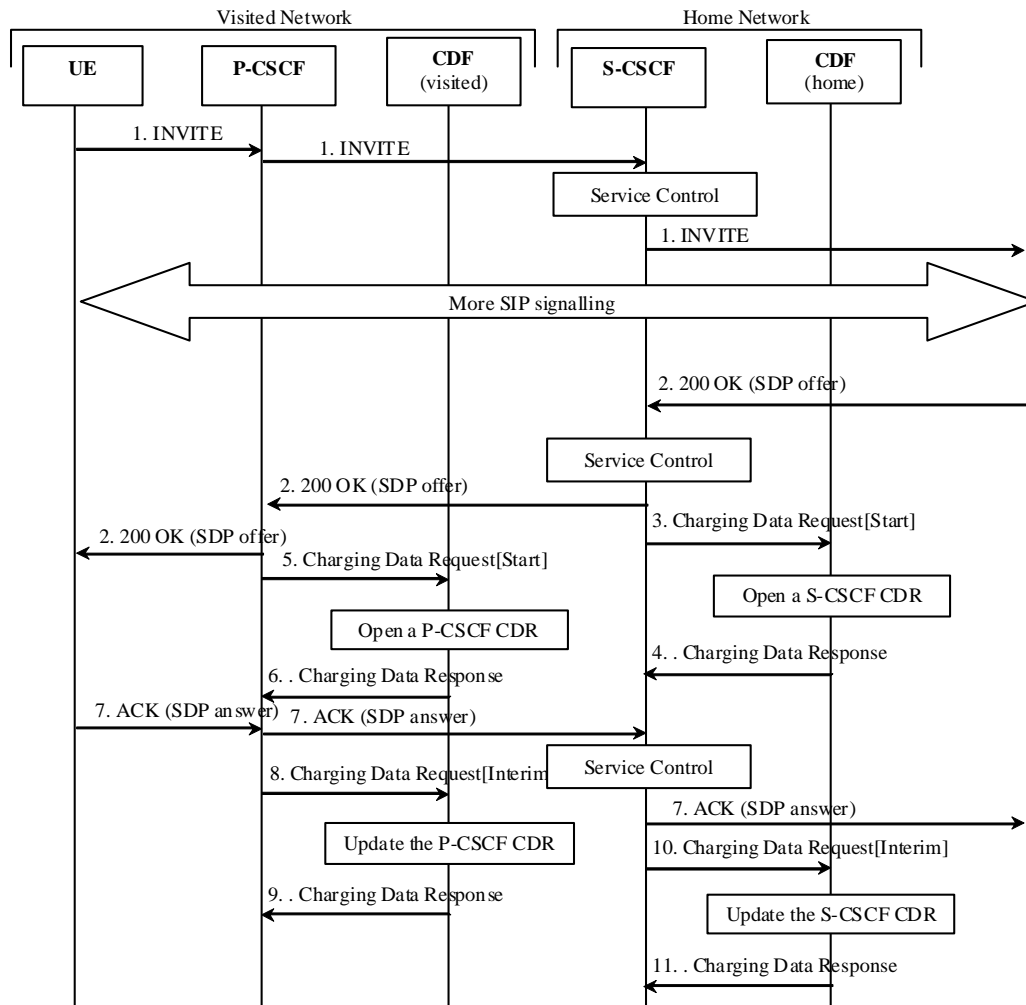 Visited Network
Home Network
UE
P-CSCF
CDF
(visited)
S-CSCF
CDF
(home)
1. INVITE
1. INVITE
Service Control
1. INVITE
More SIP signalling
2. 200 OK (SDP offer)
Service Control
2. 200 OK (SDP offer)
3. Charging Data Request[Start]
2. 200 OK (SDP offer)
5. Charging Data Request[Start]
Open a S-CSCF CDR
Open a P-CSCF CDR
4. . Charging Data Response
6. . Charging Data Response
7. ACK (SDP answer)
7. ACK (SDP answer)
Service Control
8. Charging Data Request[Interim
7. ACK (SDP answer)
Update the P-CSCF CDR
10. Charging Data Request[Interim]
9. . Charging Data Response
Update the S-CSCF CDR
11. . Charging Data Response